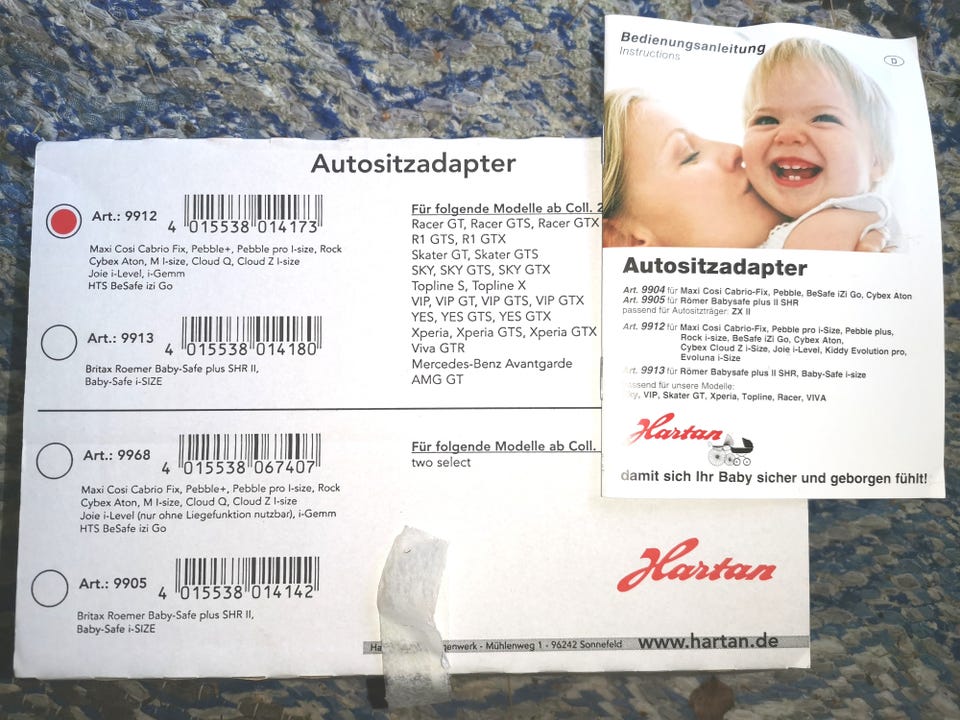 Autositzadapter
Art.: 9912
4 015538 014173
Maxi Cosi Cabrio Fix, Pebble+, Pebble pro I-size, Rock
Cybex Aton, M I-size, Cloud Q, Cloud Z I-size
Joie i-Level, i-Gemm
HTS BeSafe izi Go
Art.: 9913
4 015538 014180
Britax Roemer Baby-Safe plus SHR II,
Baby-Safe i-SIZE
Für folgende Modelle ab Coll. 2
Racer GT, Racer GTS, Racer GTX
R1 GTS, R1 GTX
Skater GT, Skater GTS
SKY, SKY GTS, SKY GTX
Topline S, Topline X
VIP, VIP GT, VIP GTS, VIP GTX
YES, YES GTS, YES GTX
Xperia, Xperia GTS, Xperia GTX
Viva GTR
Mercedes-Benz Avantgarde
AMG GT
Art.: 9968
4 015538 067407
Maxi Cosi Cabrio Fix, Pebble+, Pebble pro I-size, Rock
Cybex Aton, M I-size, Cloud Q, Cloud Z I-size
Joie i-Level (nur ohne Liegefunktion nutzbar), i-Gemm
HTS BeSafe izi Go
Art.: 9905
4 015538 014142
Britax Roemer Baby-Safe plus SHR II,
Baby-Safe i-SIZE
Für folgende Modelle ab Coll.
two select
Hartan
Mühlenweg 1 - 96242 Sonnefeld www.hartan.de
Bedienungsanleitung
Instructions
D
Autositzadapter
Art. 9904 für Maxi Cosi Cabrio-Fix, Pebble, BeSafe iZi Go, Cybex Aton
Art. 9905 für Römer Babysafe plus II SHR
passend für Autositzträger: ZX II
Art. 9912 für Maxi Cosi Cabrio-Fix, Pebble pro i-Size, Pebble plus,
Rock i-size, BeSafe iZi Go, Cybex Aton,
Cybex Cloud Z i-Size, Joie i-Level, Kiddy Evolution pro,
Evoluna i-Size
Art. 9913 für Römer Babysafe plus II SHR, Baby-Safe i-size
passend für unsere Modelle:
Sky, VIP, Skater GT, Xperia, Topline, Racer, VIVA
Hartan
damit sich Ihr Baby sicher und geborgen fühlt!